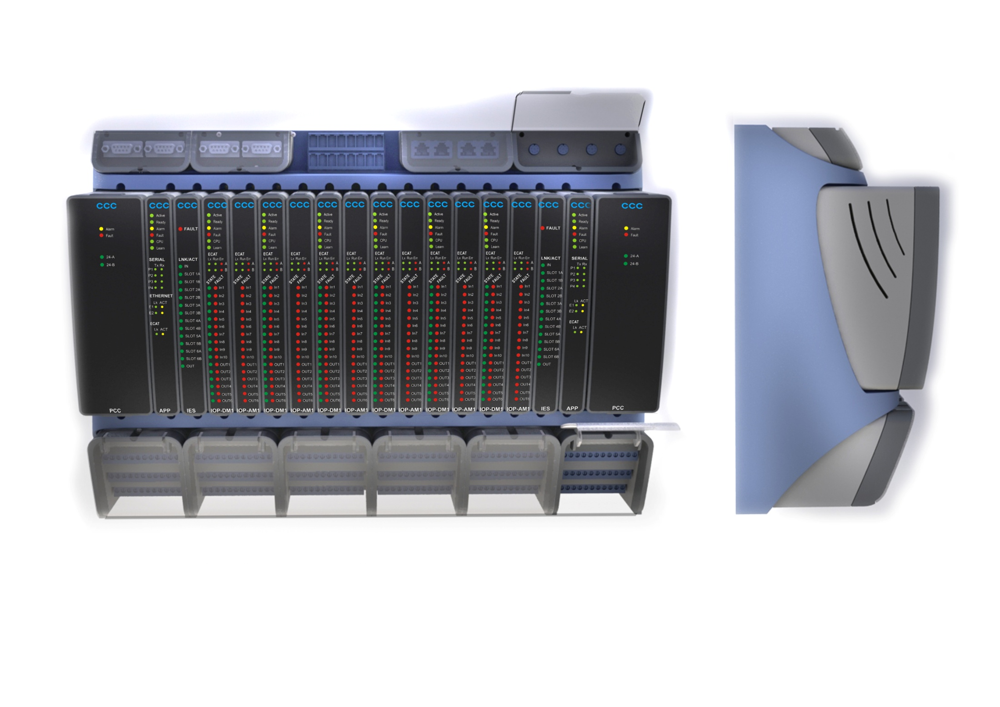 CCC
Alarm
Fault
24-A
24-B
PCC
CCC
Active
Ready
Alarm
Fault
CPU
Learn
SERIAL
Tx Rx
P1
P2
P3
P4
ETHERNET
Lk ACT
E1
E2
ECAT
Lk ACT
APP
CCC
FAULT
LNK/ACT
IN
SLOT 1A
SLOT 1B
SLOT 2A
SLOT 2B
SLOT 3A
SLOT 3B
SLOT 4A
SLOT 4B
SLOT 5A
SLOT 5B
SLOT 6A
SLOT 6B
OUT
IES
CCC
Active
Ready
Alarm
Fault
CPU
Learn
ECAT
Lx Run Err
A
B
STATE FAULT
In1
In2
In3
In4
In5
In6
In7
In8
In9
In10
OUT1
OUT2
OUT3
OUT4
OUT5
OUT6
IOP-DM1
CCC
ECAT
Lx Run Err
STATE FAULT
In1
In2
In3
In4
In5
In6
In7
In8
In9
In10
OUT1
OUT2
OUT3
OUT4
OUT5
OUT6
IOP-AM1
CCC
Active
Ready
Alarm
Fault
CPU
Learn
ECAT
Lx Run Err
A
B
STATE FAULT
In1
In2
In3
In4
In5
In6
In7
In8
In9
In10
OUT1
OUT2
OUT3
OUT4
OUT5
OUT6
IOP-DM1
CCC
ECAT
Lx Run Err
STATE FAULT
In1
In2
In3
In4
In5
In6
In7
In8
In9
In10
OUT1
OUT2
OUT3
OUT4
OUT5
OUT6
IOP-AM1
CCC
Active
Ready
Alarm
Fault
CPU
Learn
ECAT
Lx Run Err
A
B
STATE FAULT
In1
In2
In3
In4
In5
In6
In7
In8
In9
In10
OUT1
OUT2
OUT3
OUT4
OUT5
OUT6
IOP-DM1
CCC
ECAT
Lx Run Err
STATE FAULT
In1
In2
In3
In4
In5
In6
In7
In8
In9
In10
OUT1
OUT2
OUT3
OUT4
OUT5
OUT6
IOP-AM1
CCC
Active
Ready
Alarm
Fault
CPU
Learn
ECAT
Lx Run Err
A
B
STATE FAULT
In1
In2
In3
In4
In5
In6
In7
In8
In9
In10
OUT1
OUT2
OUT3
OUT4
OUT5
OUT6
IOP-DM1
CCC
ECAT
Lx Run Err
STATE FAULT
In1
In2
In3
In4
In5
In6
In7
In8
In9
In10
OUT1
OUT2
OUT3
OUT4
OUT5
OUT6
IOP-AM1
CCC
Active
Ready
Alarm
Fault
CPU
Learn
ECAT
Lx Run Err
A
B
STATE FAULT
In1
In2
In3
In4
In5
In6
In7
In8
In9
In10
OUT1
OUT2
OUT3
OUT4
OUT5
OUT6
IOP-DM1
CCC
ECAT
Lx Run Err
STATE FAULT
In1
In2
In3
In4
In5
In6
In7
In8
In9
In10
OUT1
OUT2
OUT3
OUT4
OUT5
OUT6
IOP-AM1
CCC
Active
Ready
Alarm
Fault
CPU
Learn
ECAT
Lx Run Err
A
B
STATE FAULT
In1
In2
In3
In4
In5
In6
In7
In8
In9
In10
OUT1
OUT2
OUT3
OUT4
OUT5
OUT6
IOP-DM1
CCC
ECAT
Lx Run Err
STATE FAULT
In1
In2
In3
In4
In5
In6
In7
In8
In9
In10
OUT1
OUT2
OUT3
OUT4
OUT5
OUT6
IOP-AM1
CCC
FAULT
LNK/ACT
IN
SLOT 1A
SLOT 1B
SLOT 2A
SLOT 2B
SLOT 3A
SLOT 3B
SLOT 4A
SLOT 4B
SLOT 5A
SLOT 5B
SLOT 6A
SLOT 6B
OUT
IES
CCC
Active
Ready
Alarm
Fault
CPU
Learn
SERIAL
Tx Rx
P1
P2
P3
P4
Lk ACT
E1
E2
ECAT
Lk ACT
APP
CCC
Alarm
Fault
24-A
24-B
PCC